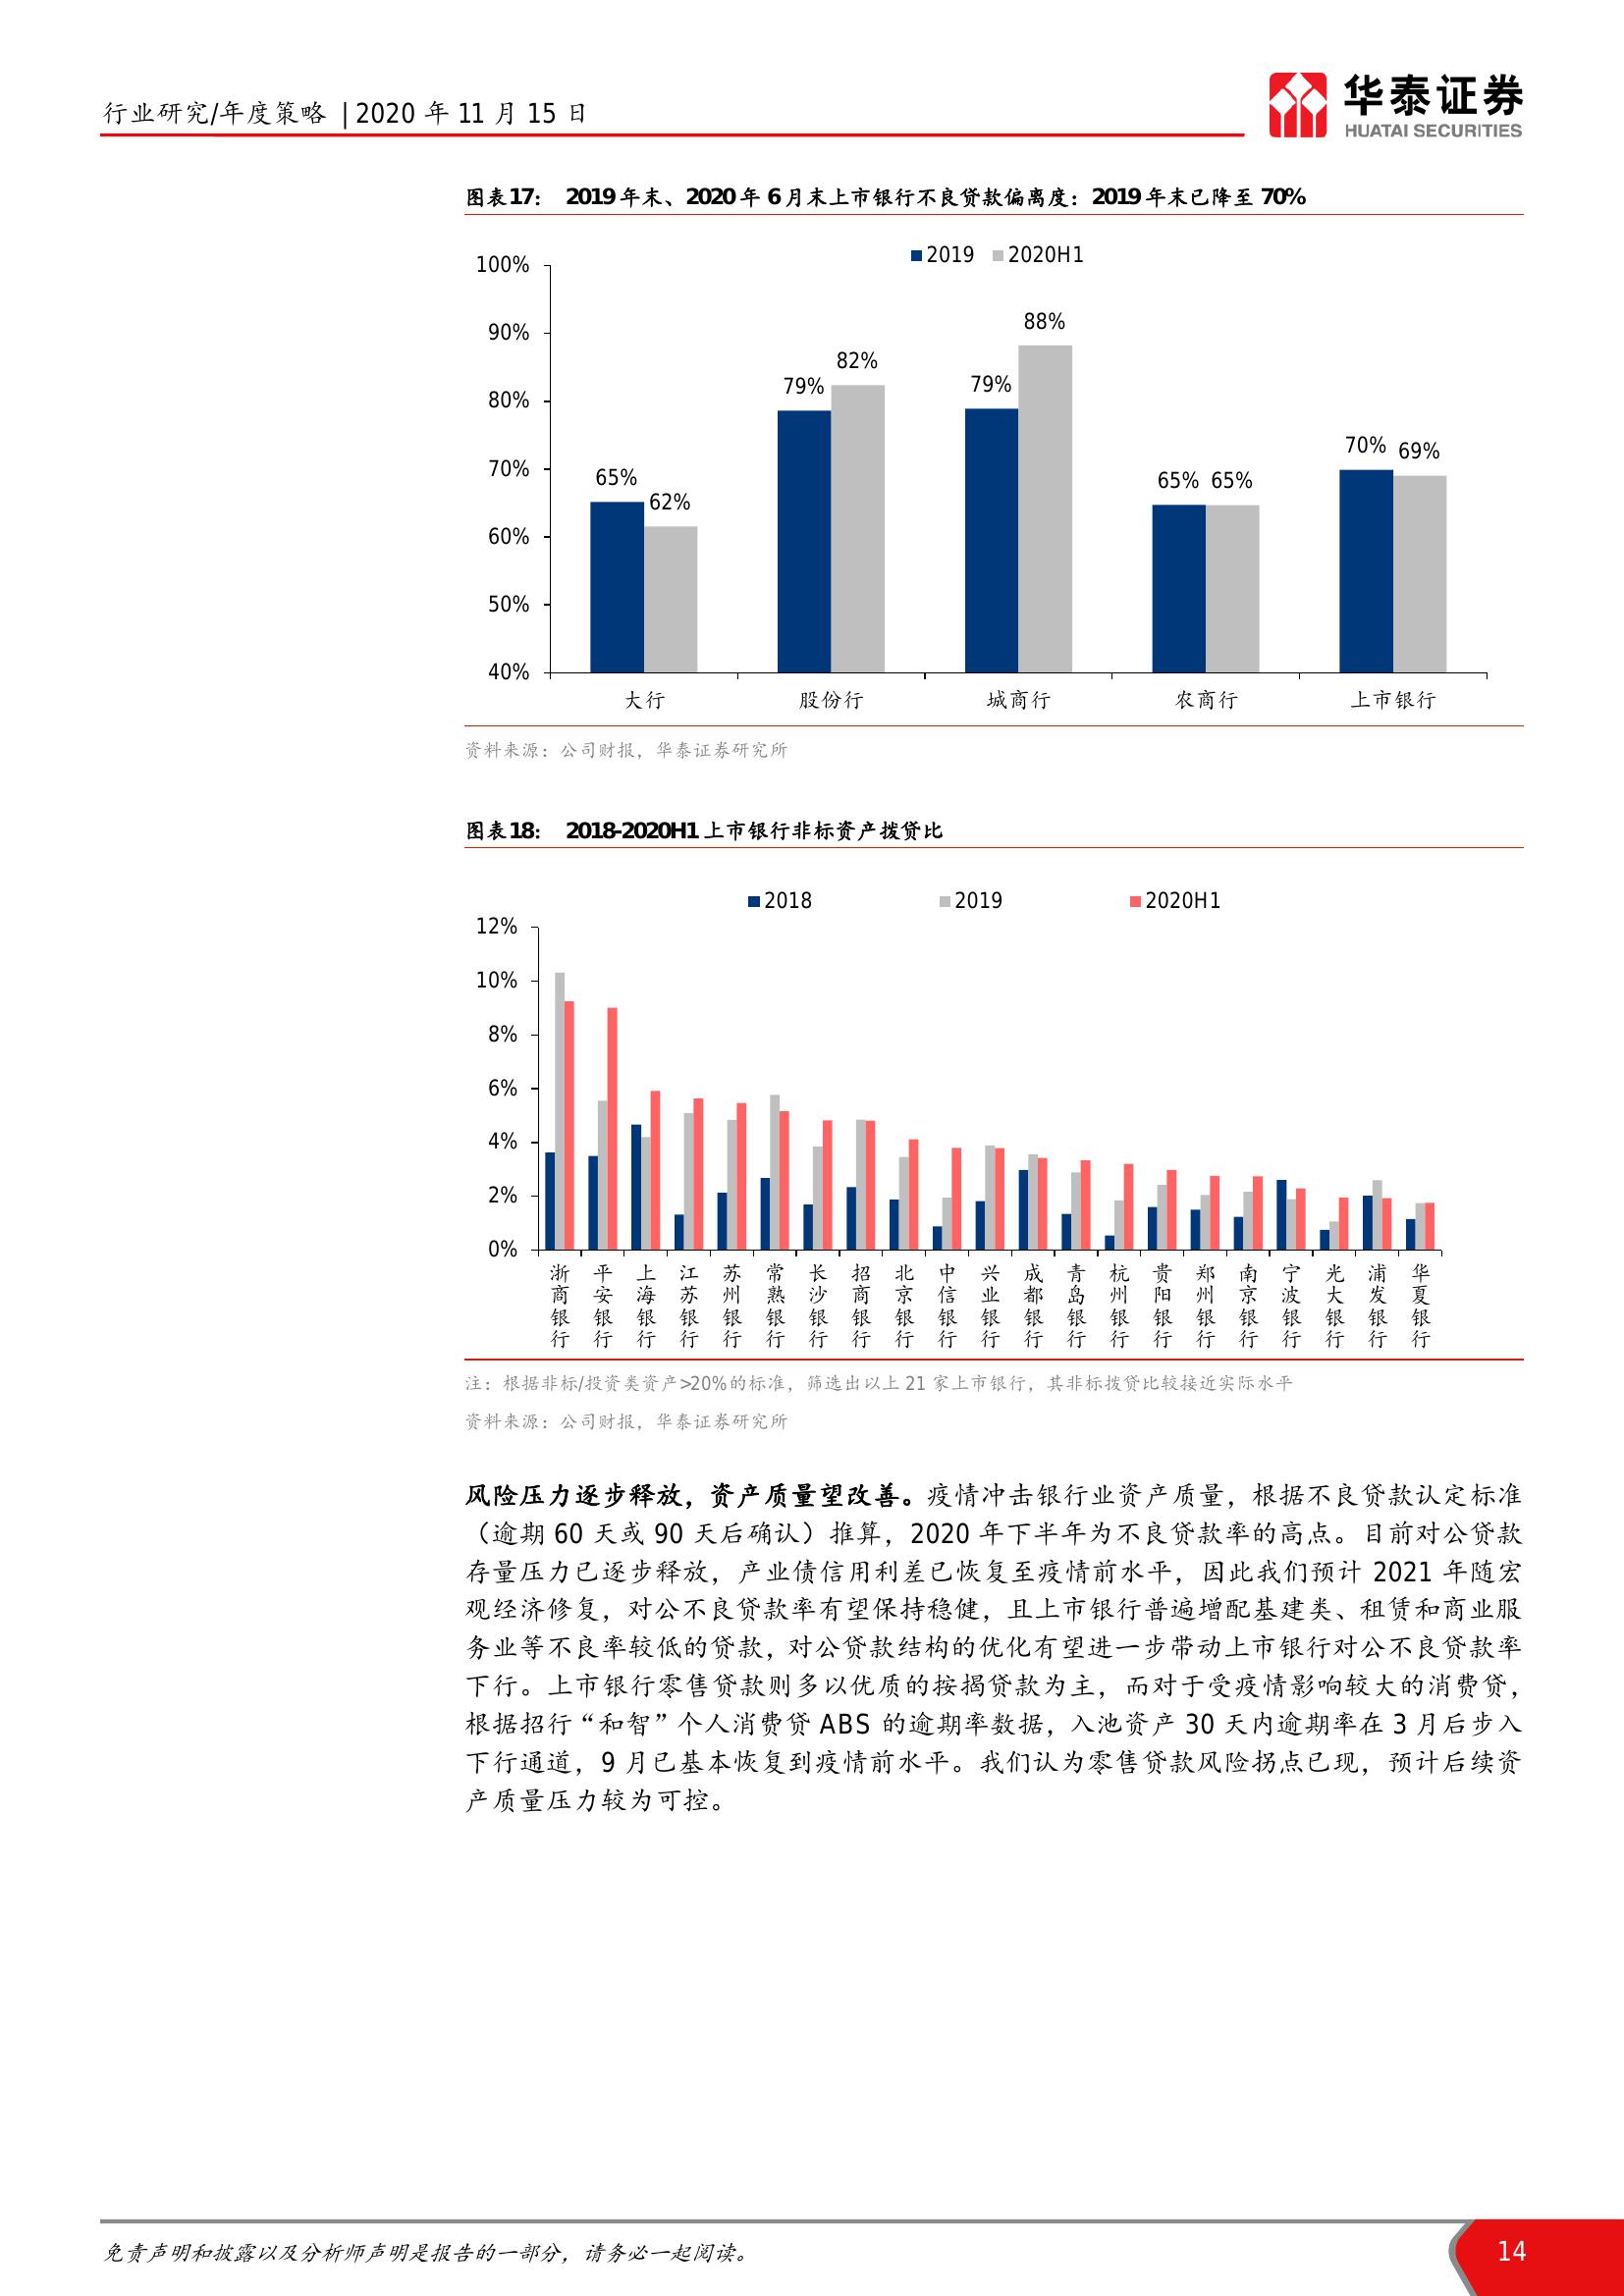 行业研究/年度策略 | 2020 年 11 月 15 日
华泰证券
HUATAI SECURITIES
图表17： 2019 年末、2020 年 6 月末上市银行不良贷款偏离度：2019 年末已降至 70%
2019 2020H1
100%
90%
80%
70%
60%
50%
40%
65% 62% 79% 82% 79% 88% 65% 65% 70% 69%
大行 股份行 城商行 农商行 上市银行
资料来源：公司财报，华泰证券研究所
图表18： 2018-2020H1 上市银行非标资产拨贷比
2018 2019 2020H1
12%
10%
8%
6%
4%
2%
0%
浙商银行 平安银行 上海银行 江苏银行 苏州银行 常熟银行 长沙银行 招商银行 北京银行 中信银行 兴业银行 成都银行 青岛银行 杭州银行 贵阳银行 郑州银行 南京银行 宁波银行 光大银行 浦发银行 华夏银行
注：根据非标/投资类资产>20%的标准，筛选出以上 21 家上市银行，其非标拨贷比较接近实际水平
资料来源：公司财报，华泰证券研究所
风险压力逐步释放，资产质量望改善。疫情冲击银行业资产质量，根据不良贷款认定标准
（逾期 60 天或 90 天后确认）推算，2020 年下半年为不良贷款率的高点。目前对公贷款
存量压力已逐步释放，产业债信用利差已恢复至疫情前水平，因此我们预计 2021 年随宏
观经济修复，对公不良贷款率有望保持稳健，且上市银行普遍增配基建类、租赁和商业服
务业等不良率较低的贷款，对公贷款结构的优化有望进一步带动上市银行对公不良贷款率
下行。上市银行零售贷款则多以优质的按揭贷款为主，而对于受疫情影响较大的消费贷，
根据招行“和智”个人消费贷 ABS 的逾期率数据，入池资产 30 天内逾期率在 3 月后步入
下行通道，9 月已基本恢复到疫情前水平。我们认为零售贷款风险拐点已现，预计后续资
产质量压力较为可控。
免责声明和披露以及分析师声明是报告的一部分，请务必一起阅读。
14